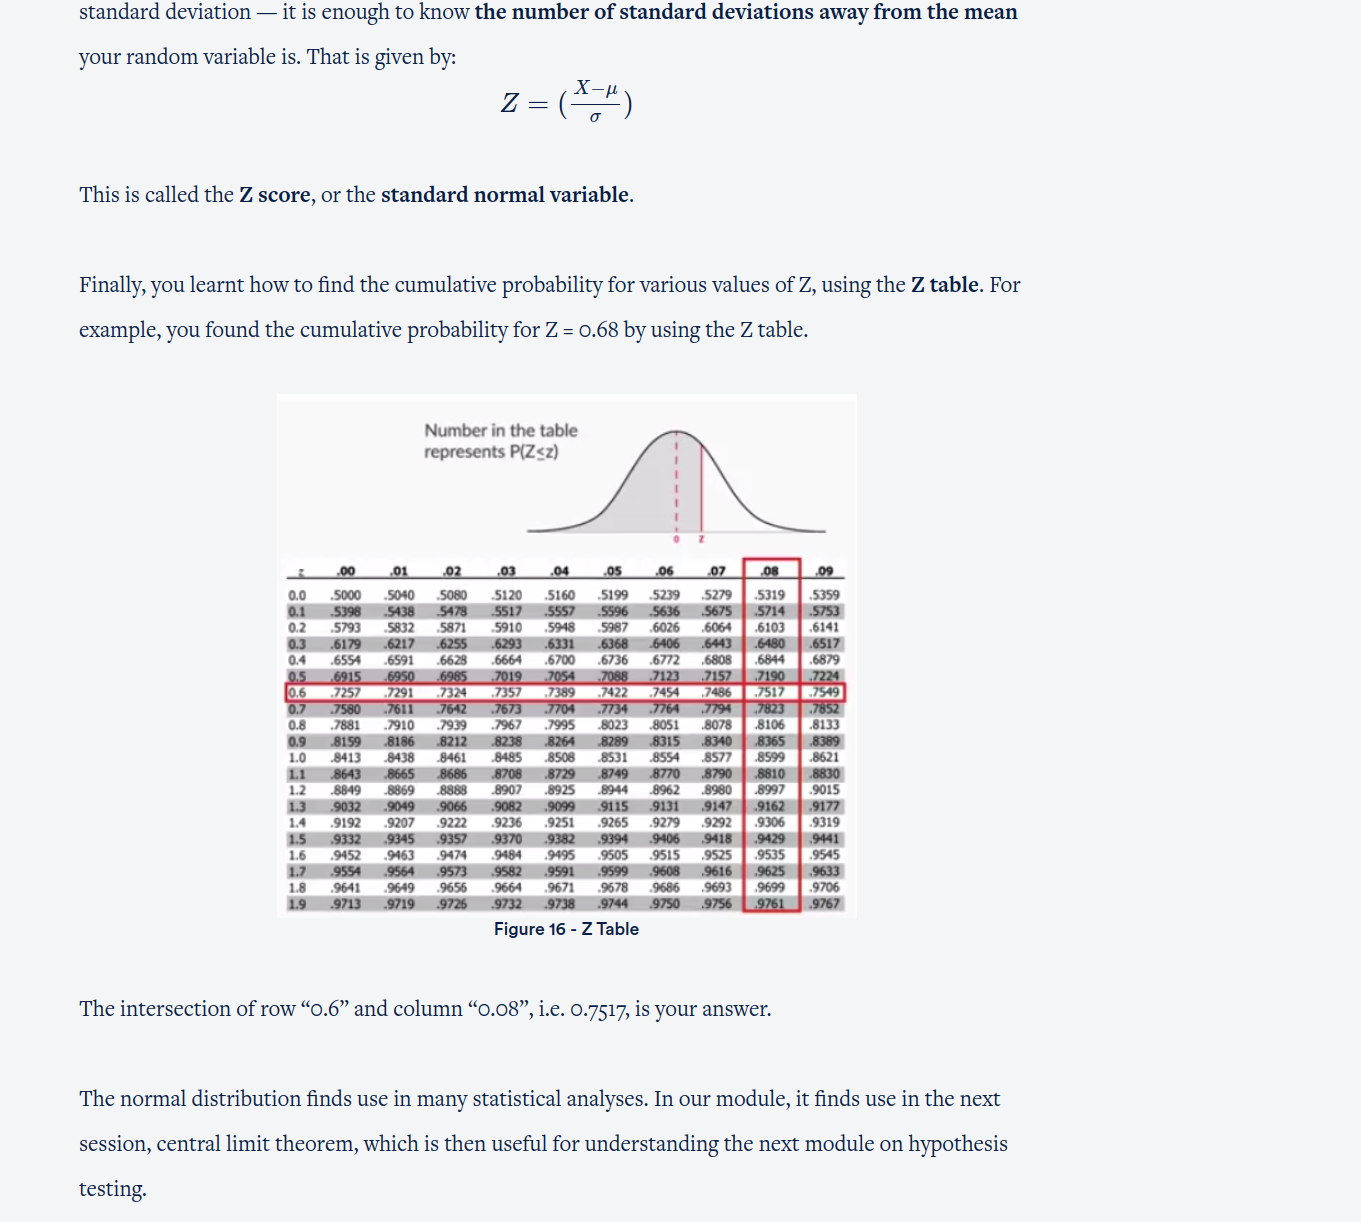 standard deviation — it is enough to know the number of standard deviations away from the mean
your random variable is. That is given by:
Z = (X−μ/σ)
This is called the Z score, or the standard normal variable.
Finally, you learnt how to find the cumulative probability for various values of Z, using the Z table. For
example, you found the cumulative probability for Z = 0.68 by using the Z table.
Number in the table
represents P(Z≤z)
0 z
z .00 .01 .02 .03 .04 .05 .06 .07 .08 .09
0.0 .5000 .5040 .5080 .5120 .5160 .5199 .5239 .5279 .5319 .5359
0.1 .5398 .5438 .5478 .5517 .5557 .5596 .5636 .5675 .5714 .5753
0.2 .5793 .5832 .5871 .5910 .5948 .5987 .6026 .6064 .6103 .6141
0.3 .6179 .6217 .6255 .6293 .6331 .6368 .6406 .6443 .6480 .6517
0.4 .6554 .6591 .6628 .6664 .6700 .6736 .6772 .6808 .6844 .6879
0.5 .6915 .6950 .6985 .7019 .7054 .7088 .7123 .7157 .7190 .7224
0.6 .7257 .7291 .7324 .7357 .7389 .7422 .7454 .7486 .7517 .7549
0.7 .7580 .7611 .7642 .7673 .7704 .7734 .7764 .7794 .7823 .7852
0.8 .7881 .7910 .7939 .7967 .7995 .8023 .8051 .8078 .8106 .8133
0.9 .8159 .8186 .8212 .8238 .8264 .8289 .8315 .8340 .8365 .8389
1.0 .8413 .8438 .8461 .8485 .8508 .8531 .8554 .8577 .8599 .8621
1.1 .8643 .8665 .8686 .8708 .8729 .8749 .8770 .8790 .8810 .8830
1.2 .8849 .8869 .8888 .8907 .8925 .8944 .8962 .8980 .8997 .9015
1.3 .9032 .9049 .9066 .9082 .9099 .9115 .9131 .9147 .9162 .9177
1.4 .9192 .9207 .9222 .9236 .9251 .9265 .9279 .9292 .9306 .9319
1.5 .9332 .9345 .9357 .9370 .9382 .9394 .9406 .9418 .9429 .9441
1.6 .9452 .9463 .9474 .9484 .9495 .9505 .9515 .9525 .9535 .9545
1.7 .9554 .9564 .9573 .9582 .9591 .9599 .9608 .9616 .9625 .9633
1.8 .9641 .9649 .9656 .9664 .9671 .9678 .9686 .9693 .9699 .9706
1.9 .9713 .9719 .9726 .9732 .9738 .9744 .9750 .9756 .9761 .9767
Figure 16 - Z Table
The intersection of row “0.6” and column “0.08”, i.e. 0.7517, is your answer.
The normal distribution finds use in many statistical analyses. In our module, it finds use in the next
session, central limit theorem, which is then useful for understanding the next module on hypothesis
testing.